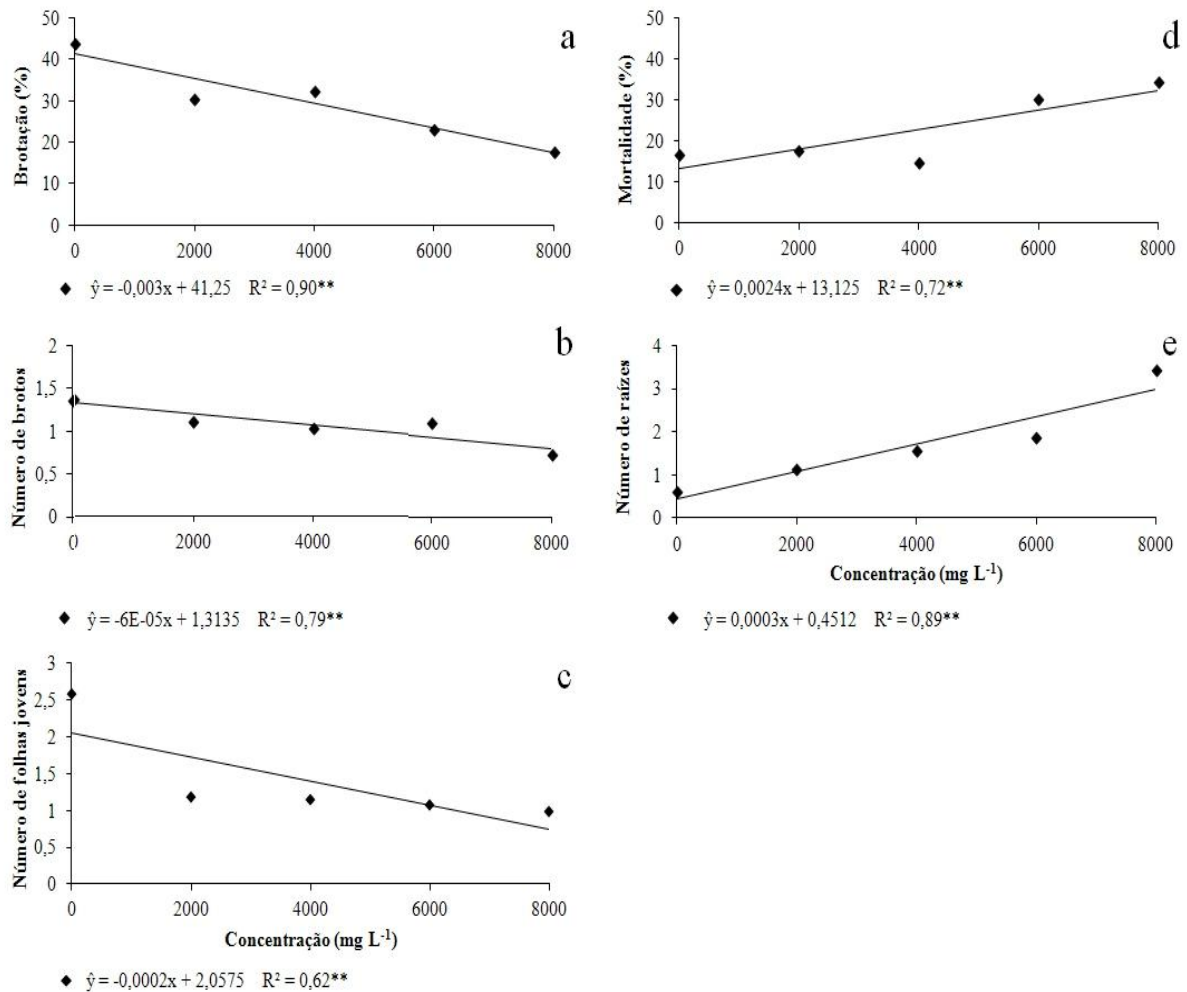 a
Brotação (%)
50
40
30
20
10
0
0 2000 4000 6000 8000
ŷ = -0,003x + 41,25 R² = 0,90**
d
Mortalidade (%)
50
40
30
20
10
0
0 2000 4000 6000 8000
ŷ = 0,0024x + 13,125 R² = 0,72**
b
Número de brotos
2
1,5
1
0,5
0
0 2000 4000 6000 8000
ŷ = -6E-05x + 1,3135 R² = 0,79**
e
Número de raízes
4
3
2
1
0
0 2000 4000 6000 8000
Concentração (mg L⁻¹)
ŷ = 0,0003x + 0,4512 R² = 0,89**
c
Número de folhas jovens
3
2,5
2
1,5
1
0,5
0
0 2000 4000 6000 8000
Concentração (mg L⁻¹)
ŷ = -0,0002x + 2,0575 R² = 0,62**